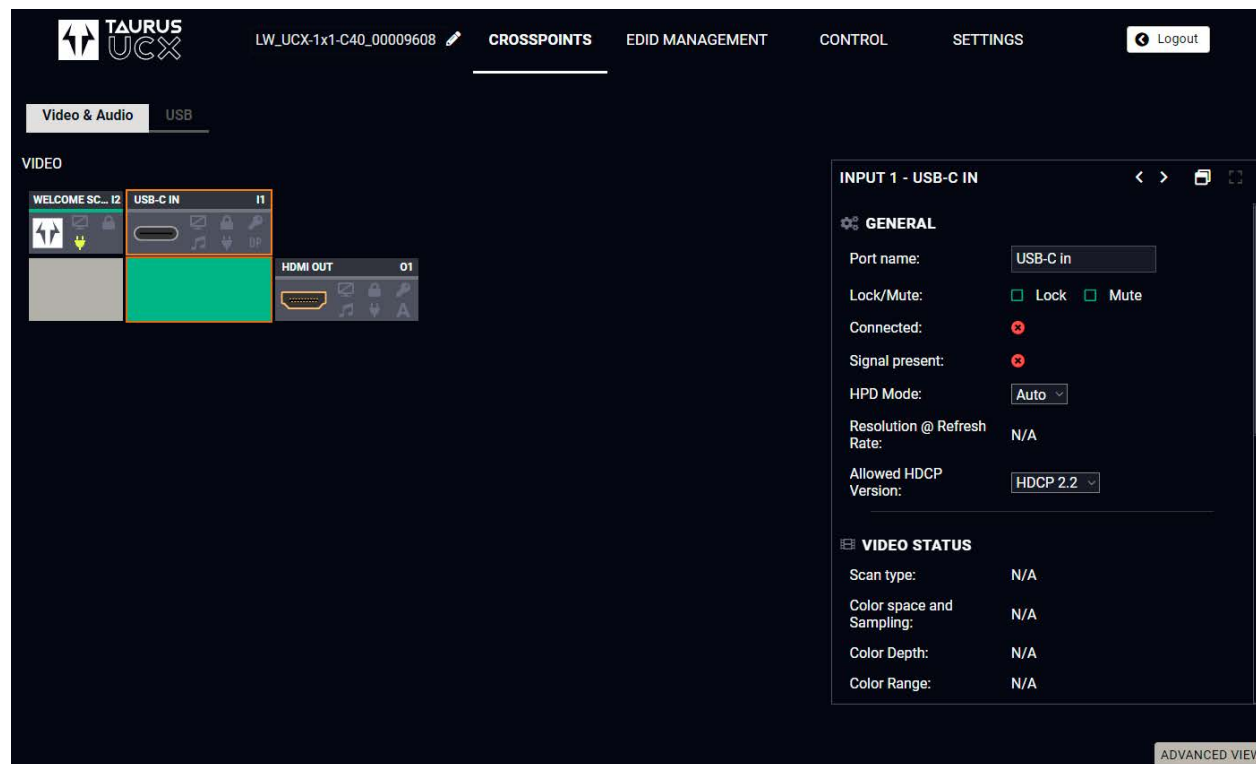 TAURUS
UCX
LW_UCX-1x1-C40_00009608
CROSSPOINTS
EDID MANAGEMENT
CONTROL
SETTINGS
Logout
Video & Audio
USB
VIDEO
WELCOME SC... I2
USB-C IN I1
DP
HDMI OUT O1
A
INPUT 1 - USB-C IN
GENERAL
Port name: USB-C in
Lock/Mute: Lock Mute
Connected:
Signal present:
HPD Mode: Auto
Resolution @ Refresh
Rate: N/A
Allowed HDCP
Version: HDCP 2.2
VIDEO STATUS
Scan type: N/A
Color space and
Sampling: N/A
Color Depth: N/A
Color Range: N/A
ADVANCED VIEW